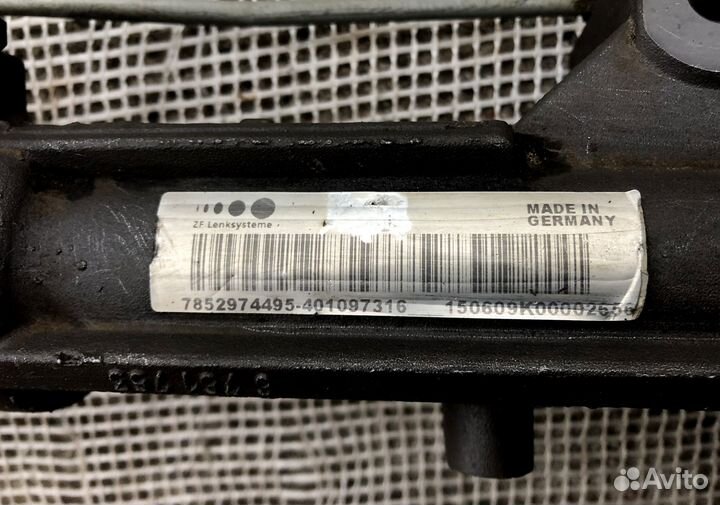 ZF Lenksysteme
MADE IN
GERMANY
7852974495-401097316
Avito